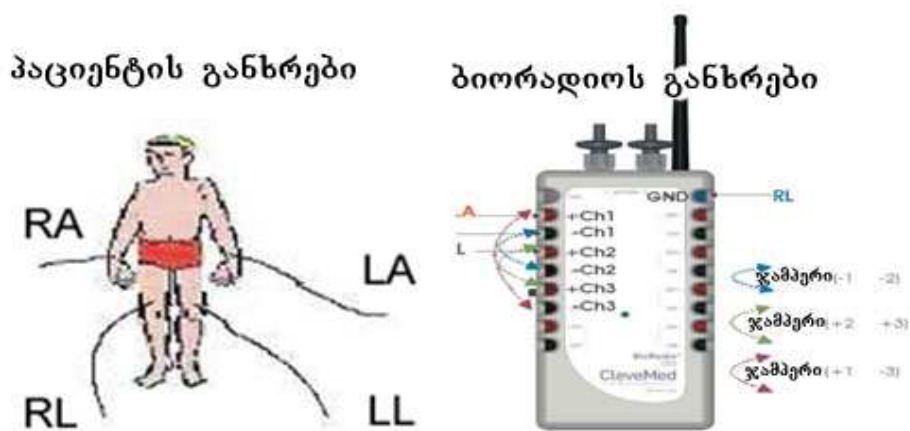 პაციენტის განხრები
ბიორადიოს განხრები
RA
LA
RL
LL
GND
RL
.A
+Ch1
-Ch1
L
+Ch2
-Ch2
+Ch3
-Ch3
ჯამპერი(-1 -2)
ჯამპერი(+2 +3)
ჯამპერი(+1 -3)
BioRadio
CleveMed